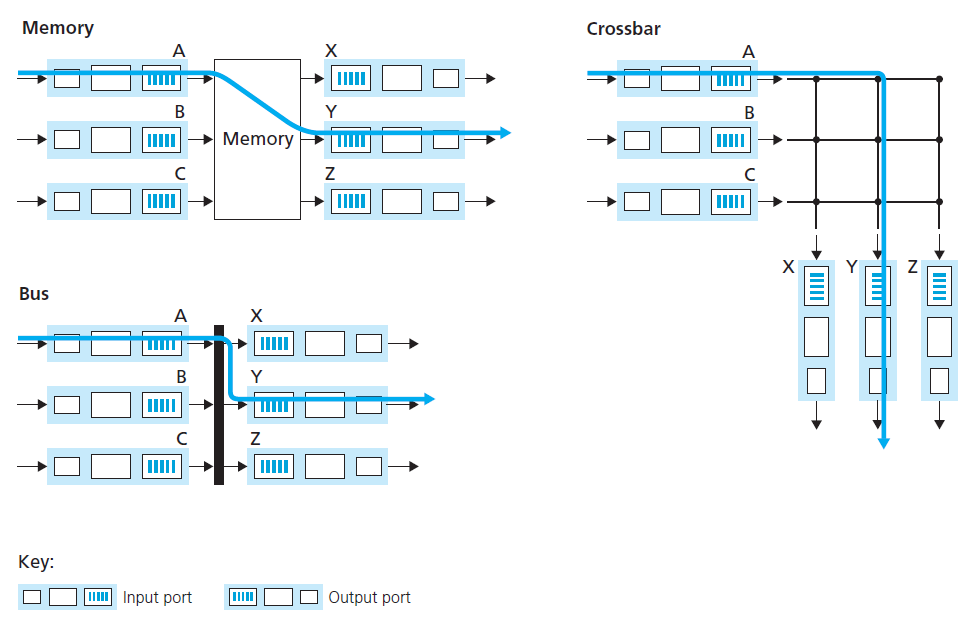 Memory
A
X
B
Memory
Y
C
Z
Crossbar
A
B
C
X
Y
Z
Bus
A
X
B
Y
C
Z
Key:
Input port
Output port